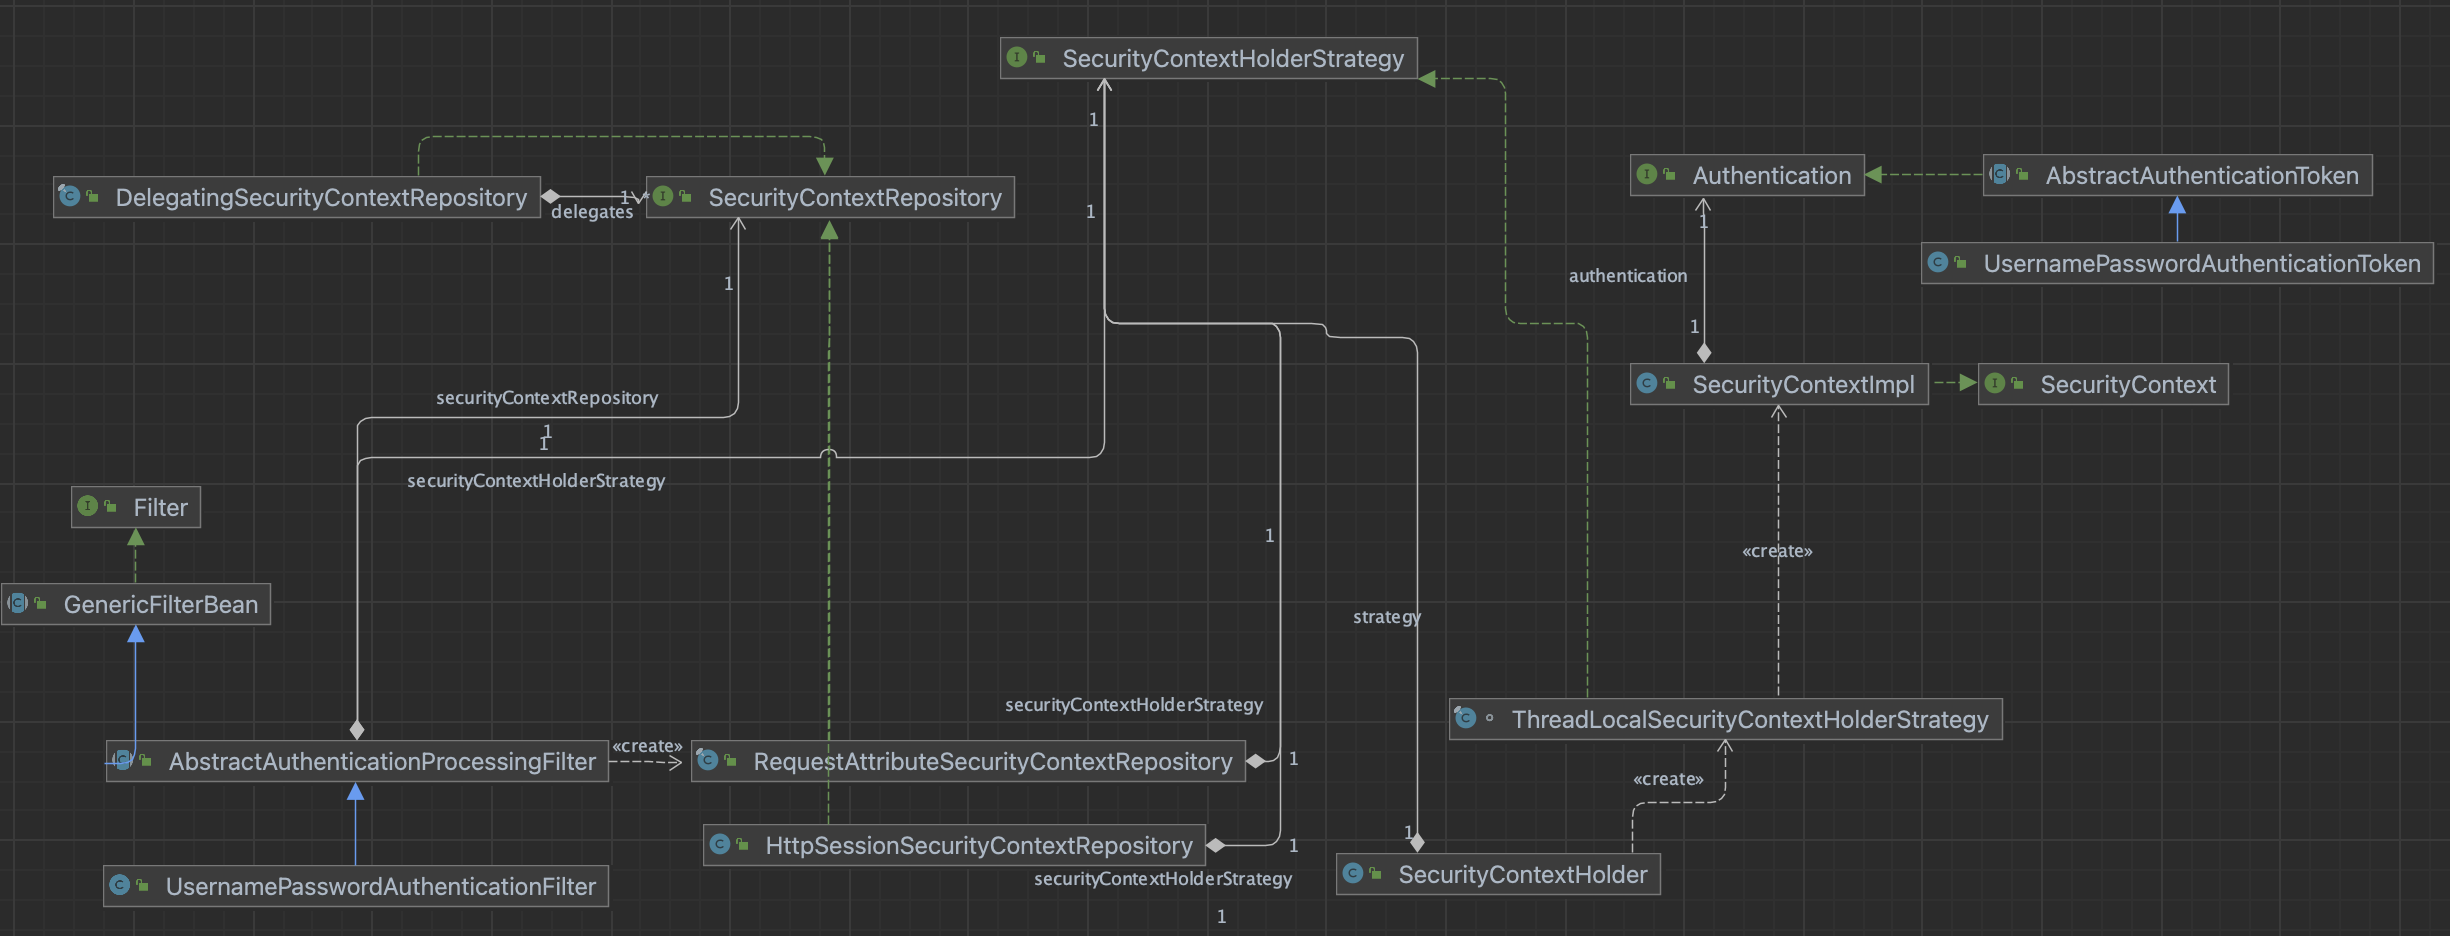 SecurityContextHolderStrategy
1
Authentication
AbstractAuthenticationToken
DelegatingSecurityContextRepository
1
*
delegates
SecurityContextRepository
1
1
UsernamePasswordAuthenticationToken
authentication
1
1
SecurityContextImpl
SecurityContext
securityContextRepository
1
1
securityContextHolderStrategy
Filter
1
«create»
GenericFilterBean
strategy
securityContextHolderStrategy
ThreadLocalSecurityContextHolderStrategy
«create»
AbstractAuthenticationProcessingFilter
RequestAttributeSecurityContextRepository
1
«create»
1
HttpSessionSecurityContextRepository
1
SecurityContextHolder
securityContextHolderStrategy
UsernamePasswordAuthenticationFilter
1